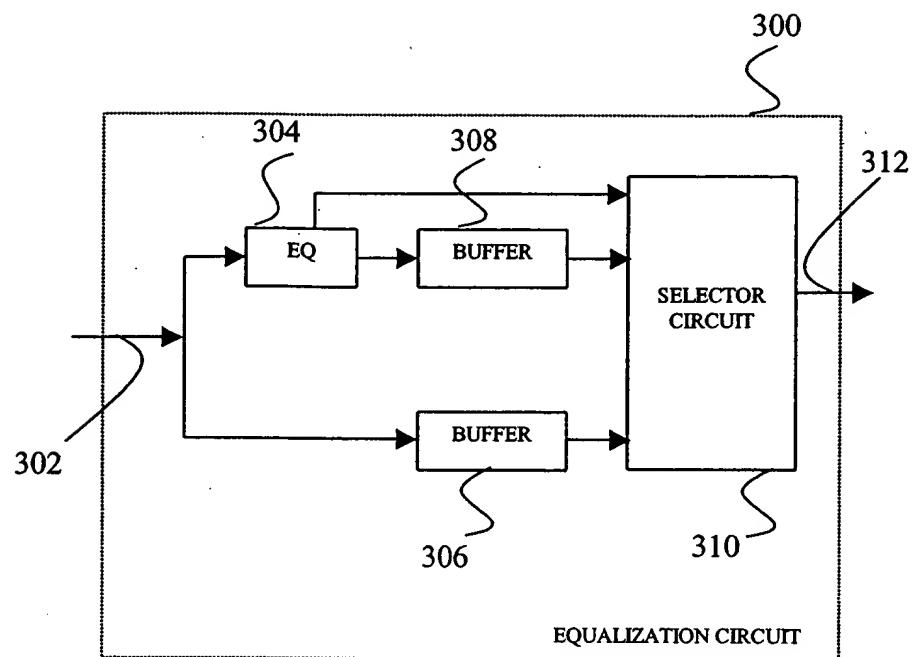 300
304
308
312
EQ
BUFFER
SELECTOR
CIRCUIT
302
BUFFER
306
310
EQUALIZATION CIRCUIT